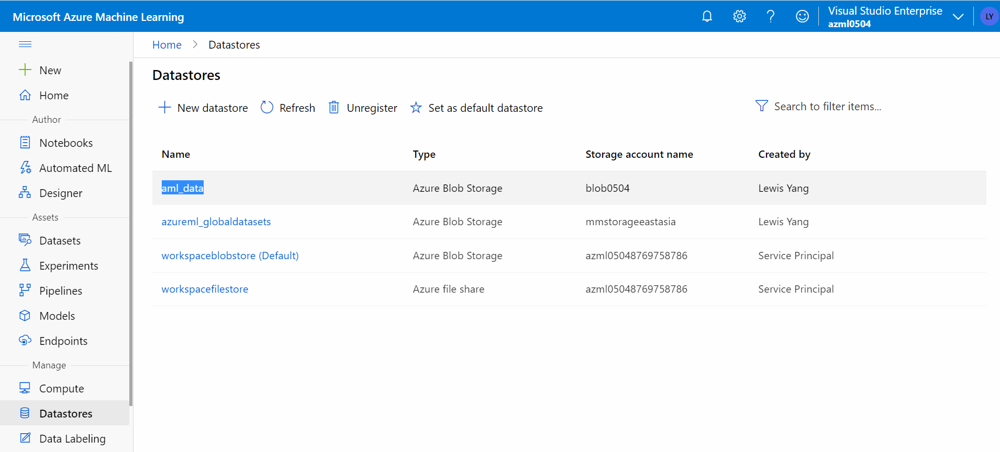 Microsoft Azure Machine Learning
Visual Studio Enterprise
azml0504
LY
Home > Datastores
New
Home
Author
Notebooks
Automated ML
Designer
Assets
Datasets
Experiments
Pipelines
Models
Endpoints
Manage
Compute
Datastores
Data Labeling
Datastores
New datastore Refresh Unregister Set as default datastore Search to filter items...
Name Type Storage account name Created by
aml_data Azure Blob Storage blob0504 Lewis Yang
azureml_globaldatasets Azure Blob Storage mmstorageeastasia Lewis Yang
workspaceblobstore (Default) Azure Blob Storage azml05048769758786 Service Principal
workspacefilestore Azure file share azml05048769758786 Service Principal